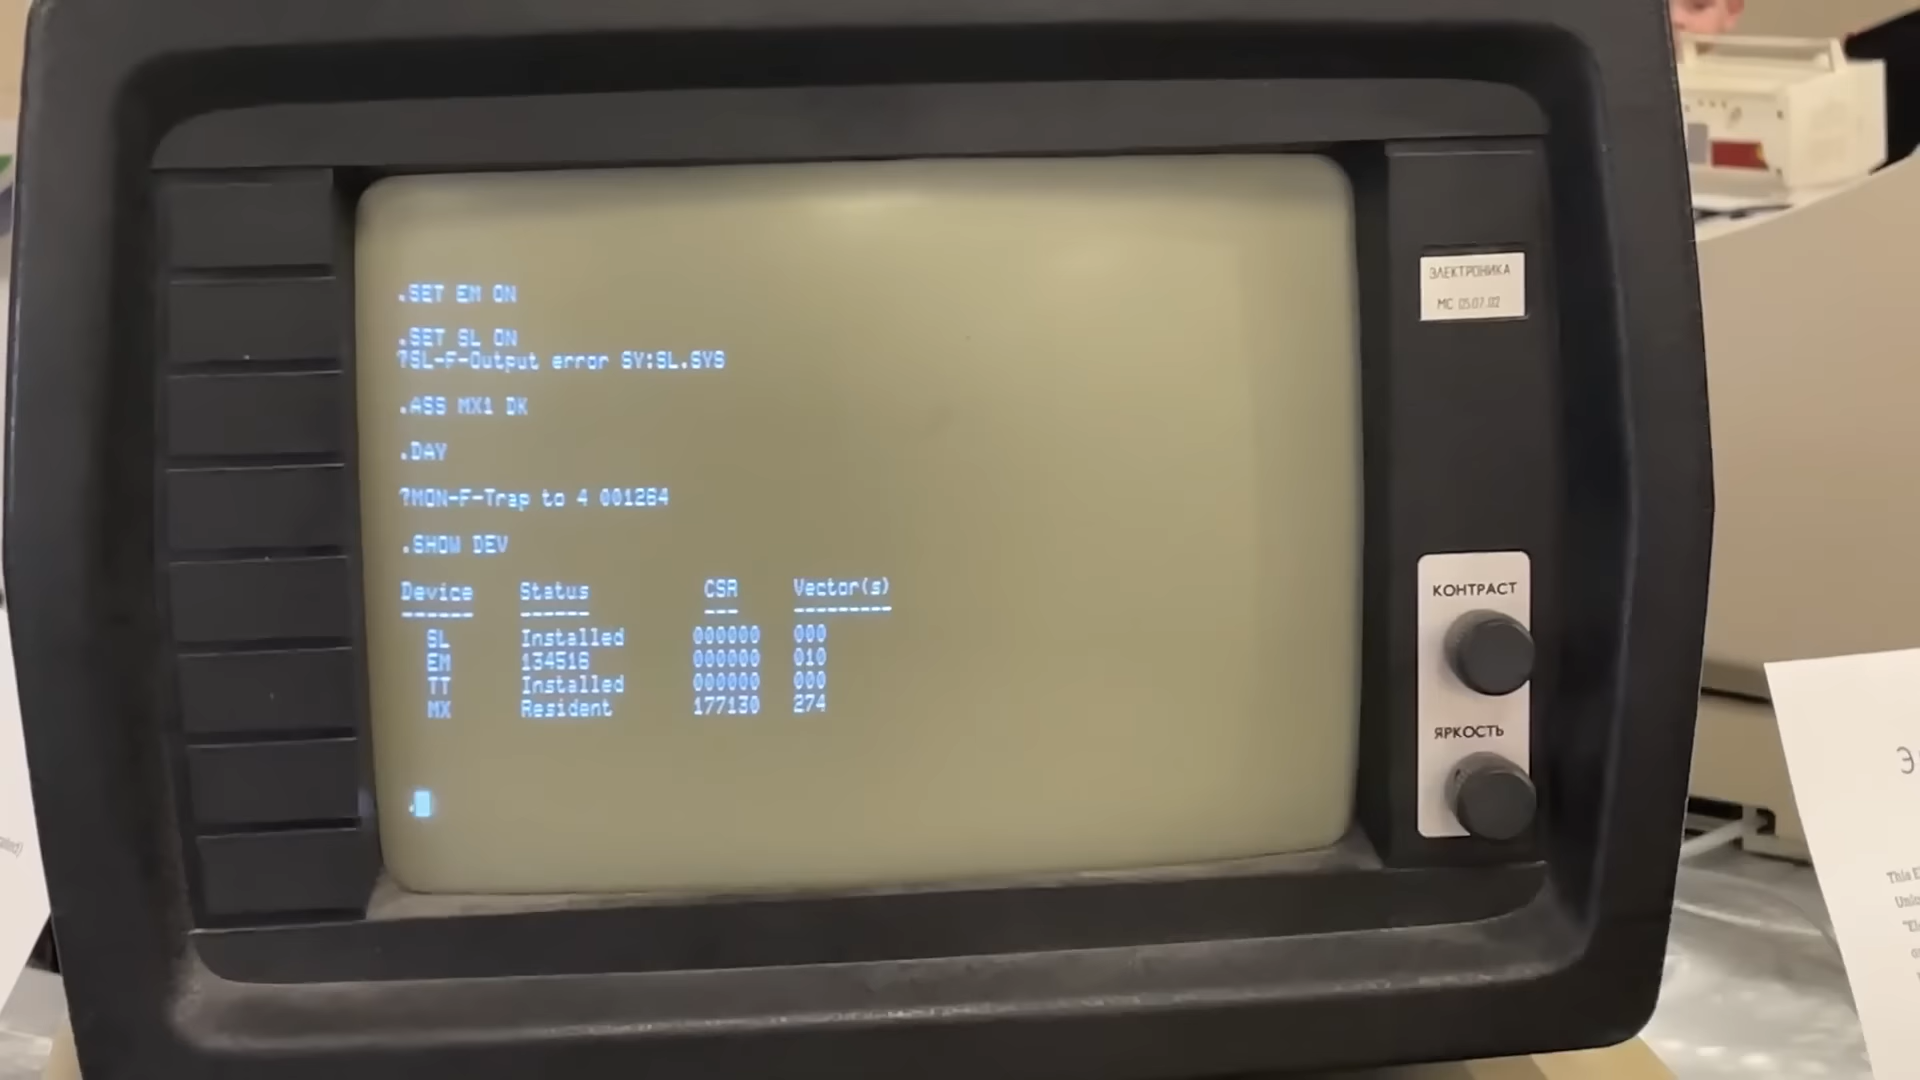 .SET EM ON
.SET SL ON
?SL-F-Output error SY:SL.SYS
.ASS MX1 DK
.DAY
?MON-F-Trap to 4 001264
.SHOW DEV
Device Status CSR Vector(s)
------ ------ --- ---------
SL Installed 000000 000
EM 134516 000000 010
TT Installed 000000 000
MX Resident 177130 274
.
ЭЛЕКТРОНИКА
МС 05.07.02
КОНТРАСТ
ЯРКОСТЬ
This